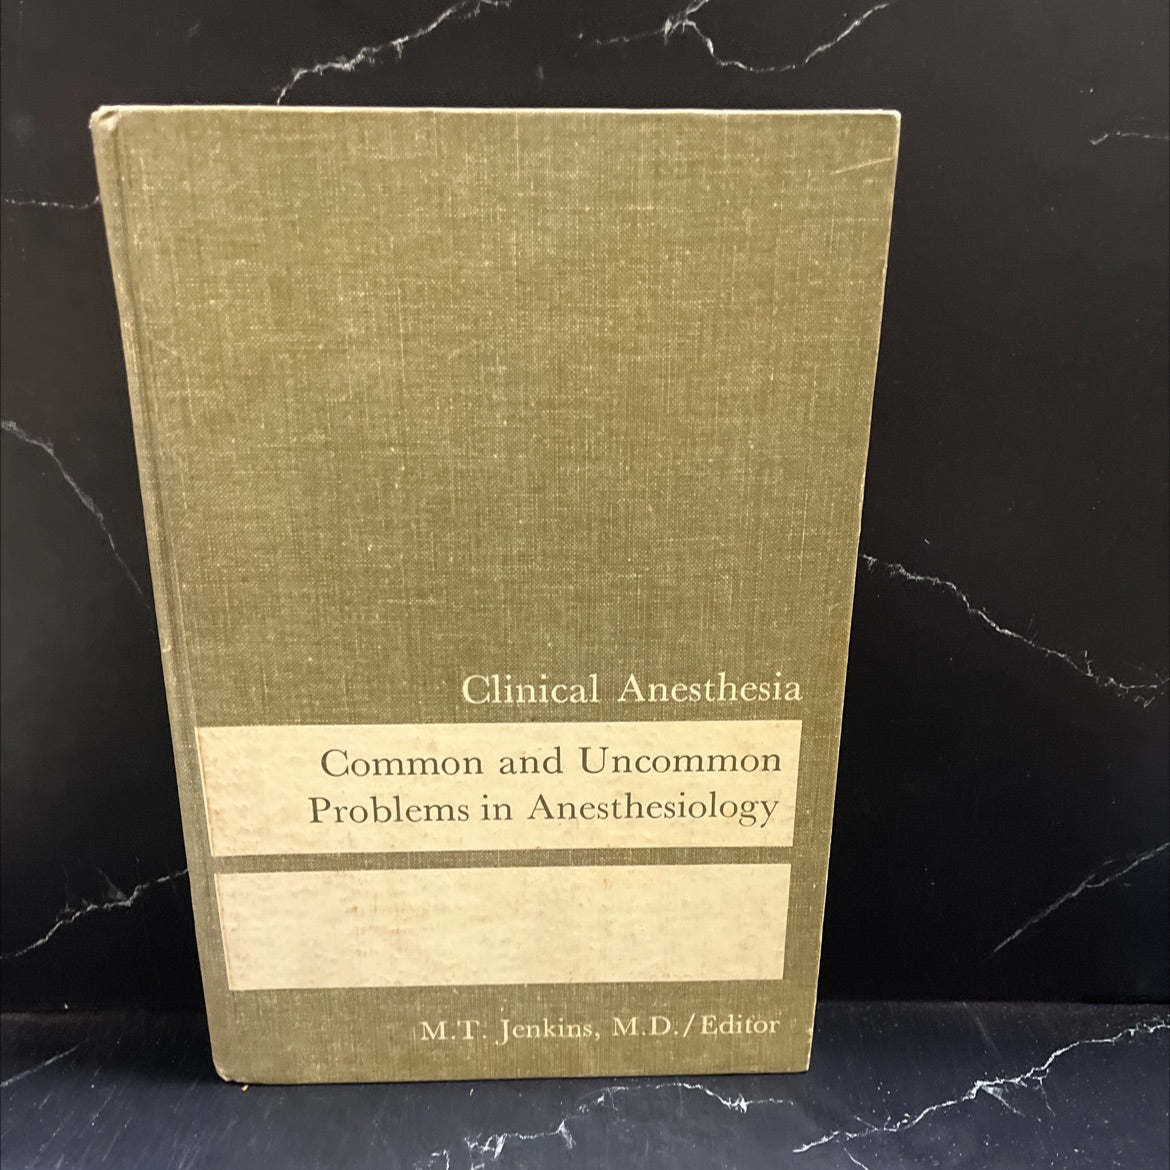 Clinical Anesthesia
Common and Uncommon
Problems in Anesthesiology
M.T. Jenkins, M.D./Editor